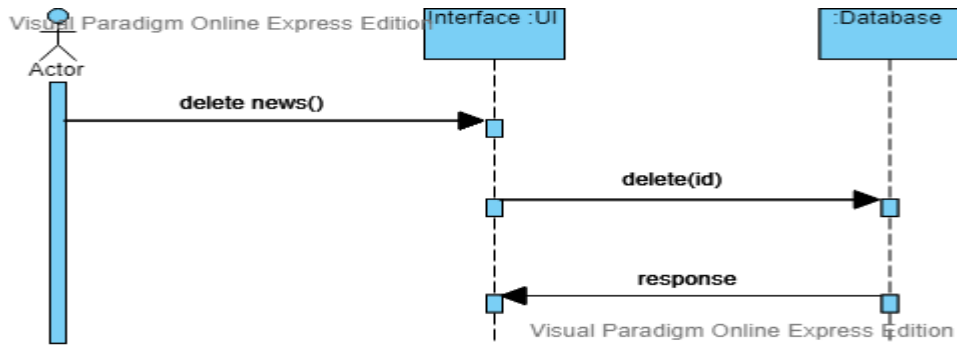 Visual Paradigm Online Express Edition
Interface :UI
:Database
Actor
delete news()
delete(id)
response
Visual Paradigm Online Express Edition